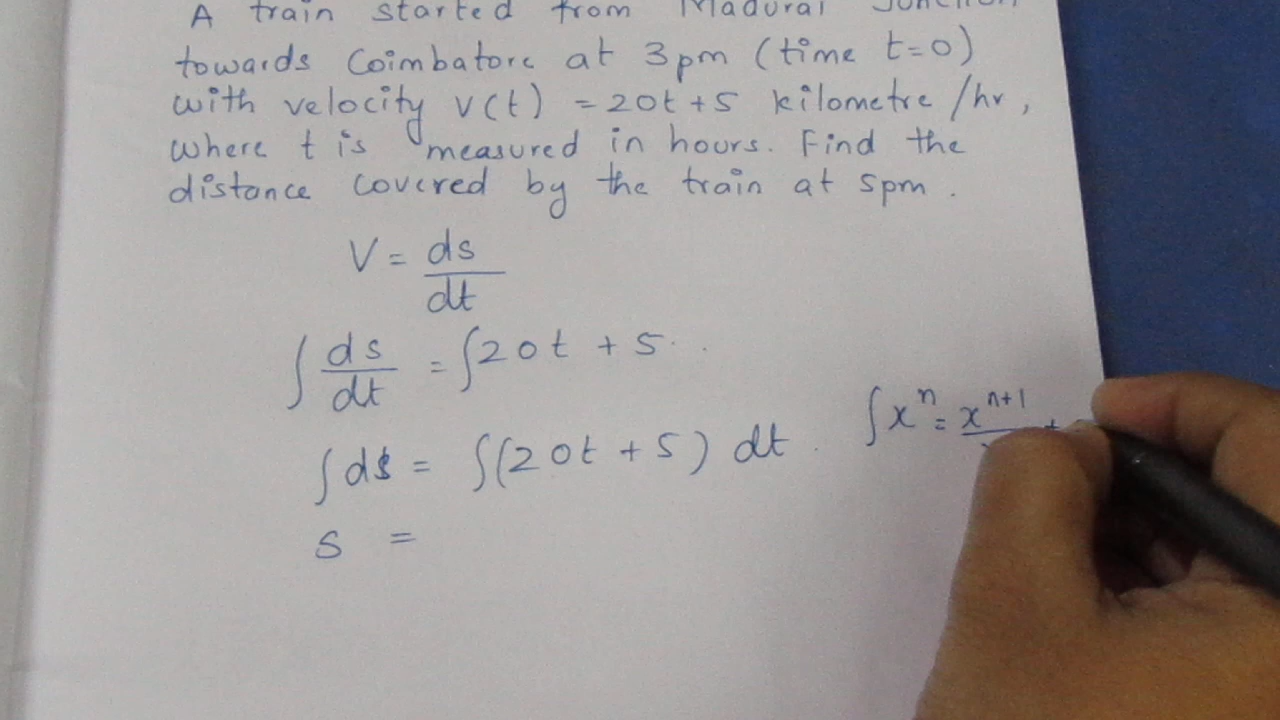 A train started from Madurai Junction
towards Coimbatore at 3pm (time t=0)
with velocity v(t) = 20t+5 kilometre/hr,
where t is measured in hours. Find the
distance covered by the train at 5pm.
V = ds/dt
∫ ds/dt = ∫20t + 5
∫ds = ∫(20t + 5) dt. ∫x^n = x^(n+1)
S =